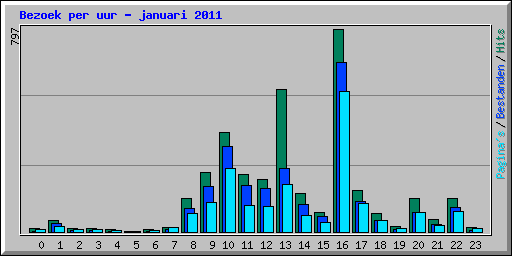 Bezoek per uur - januari 2011
797
Pagina's / Bestanden / Hits
0 1 2 3 4 5 6 7 8 9 10 11 12 13 14 15 16 17 18 19 20 21 22 23